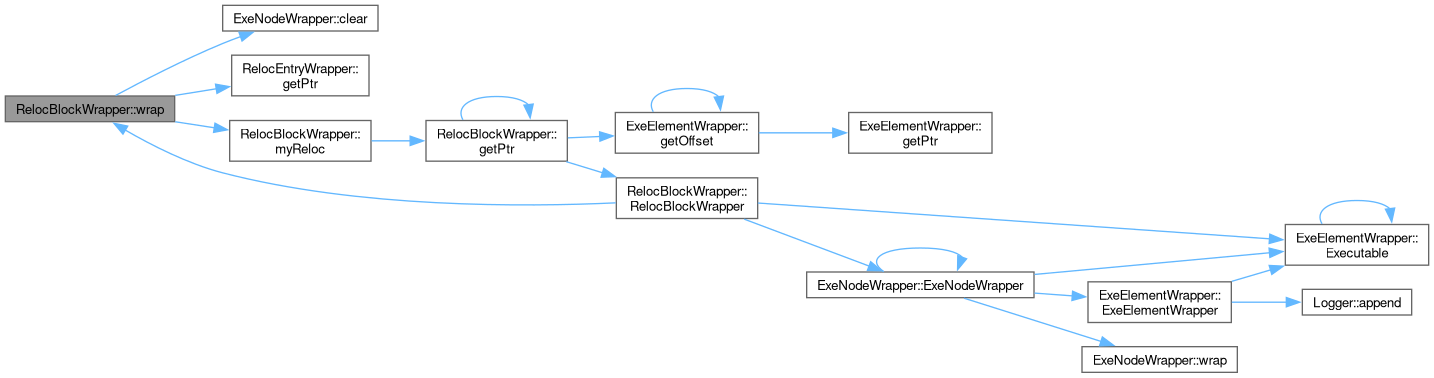 ExeNodeWrapper::clear
RelocEntryWrapper::
getPtr
RelocBlockWrapper::wrap
RelocBlockWrapper::
myReloc
RelocBlockWrapper::
getPtr
ExeElementWrapper::
getOffset
ExeElementWrapper::
getPtr
RelocBlockWrapper::
RelocBlockWrapper
ExeElementWrapper::
Executable
ExeNodeWrapper::ExeNodeWrapper
ExeElementWrapper::
ExeElementWrapper
Logger::append
ExeNodeWrapper::wrap